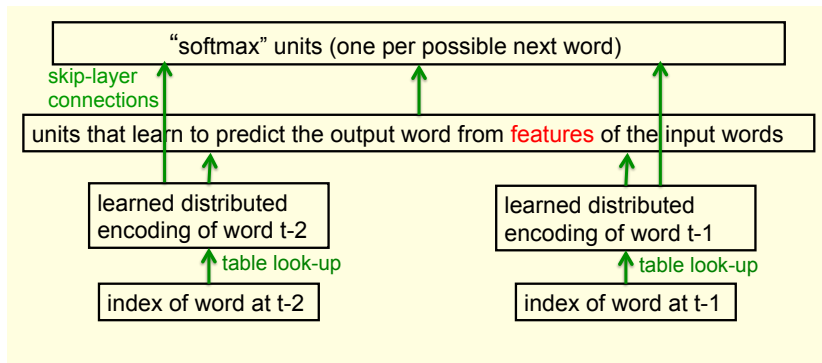 “softmax” units (one per possible next word)
skip-layer
connections
units that learn to predict the output word from features of the input words
learned distributed
encoding of word t-2
learned distributed
encoding of word t-1
table look-up
table look-up
index of word at t-2
index of word at t-1